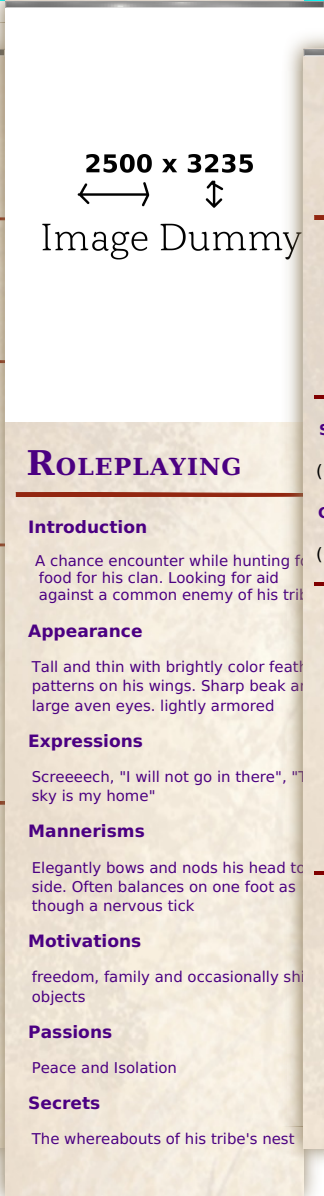 2500 x 3235
Image Dummy
Roleplaying
Introduction
A chance encounter while hunting
food for his clan. Looking for aid
against a common enemy of his
Appearance
Tall and thin with brightly color
patterns on his wings. Sharp beak
large aven eyes. lightly armored
Expressions
Screeeech, "I will not go in there",
sky is my home"
Mannerisms
Elegantly bows and nods his head to
side. Often balances on one foot as
though a nervous tick
Motivations
freedom, family and occasionally
objects
Passions
Peace and Isolation
Secrets
The whereabouts of his tribe's nest
(
(